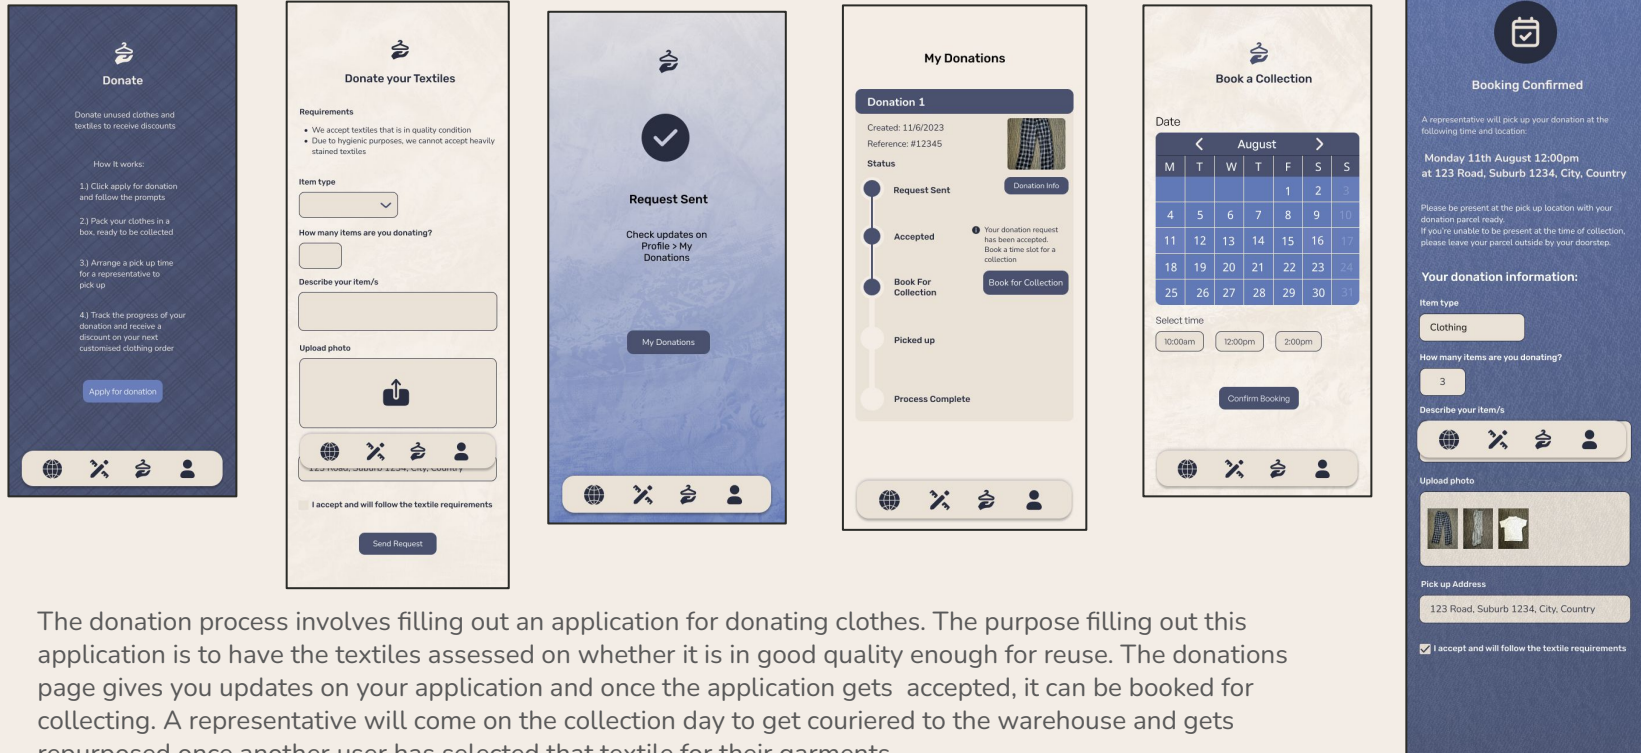 Donate
Donate unused clothes and
textiles to receive discounts
How It works:
1.) Click apply for donation
and follow the prompts
2.) Pack your clothes in a
box, ready to be collected
3.) Arrange a pick up time
for a representative to
pick up
4.) Track the progress of your
donation and receive a
discount on your next
customised clothing order
Apply for donation
Donate your Textiles
Requirements
• We accept textiles that is in quality condition
• Due to hygienic purposes, we cannot accept heavily
stained textiles
Item type
How many items are you donating?
Describe your item/s
Upload photo
123 Road, Suburb 1234, City, Country
I accept and will follow the textile requirements
Send Request
Request Sent
Check updates on
Profile > My
Donations
My Donations
My Donations
Donation 1
Created: 11/6/2023
Reference: #12345
Status
Donation Info
Request Sent
Accepted
Your donation request
has been accepted.
Book a time slot for a
collection
Book For
Collection
Book for Collection
Picked up
Process Complete
Book a Collection
Date
August
M T W T F S S
1 2 3
4 5 6 7 8 9 10
11 12 13 14 15 16 17
18 19 20 21 22 23 24
25 26 27 28 29 30 31
Select time
10:00am 12:00pm 2:00pm
Confirm Booking
Booking Confirmed
A representative will pick up your donation at the
following time and location:
Monday 11th August 12:00pm
at 123 Road, Suburb 1234, City, Country
Please be present at the pick up location with your
donation parcel ready.
If you're unable to be present at the time of collection,
please leave your parcel outside by your doorstep.
Your donation information:
Item type
Clothing
How many items are you donating?
3
Describe your item/s
Upload photo
Pick up Address
123 Road, Suburb 1234, City, Country
I accept and will follow the textile requirements
The donation process involves filling out an application for donating clothes. The purpose filling out this
application is to have the textiles assessed on whether it is in good quality enough for reuse. The donations
page gives you updates on your application and once the application gets accepted, it can be booked for
collecting. A representative will come on the collection day to get couriered to the warehouse and gets
repurposed once another user has selected that textile for their garments